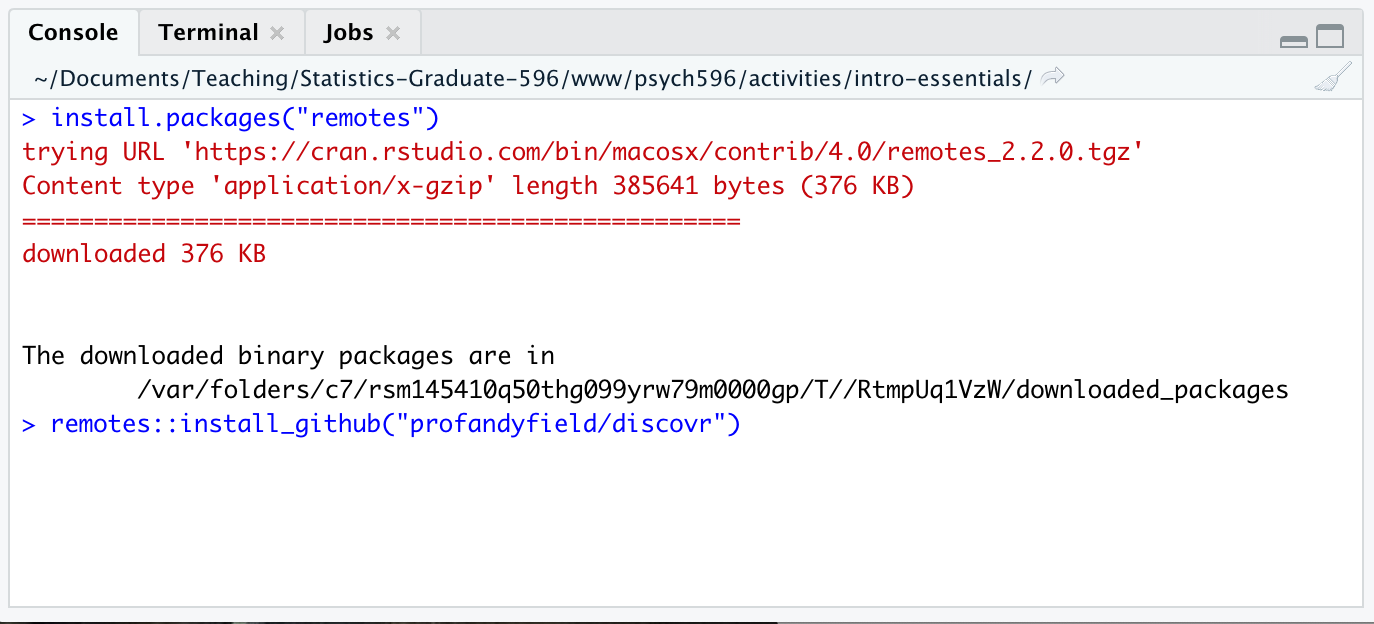 Console Terminal Jobs
~/Documents/Teaching/Statistics-Graduate-596/www/psych596/activities/intro-essentials/
> install.packages("remotes")
trying URL 'https://cran.rstudio.com/bin/macosx/contrib/4.0/remotes_2.2.0.tgz'
Content type 'application/x-gzip' length 385641 bytes (376 KB)
==================================================
downloaded 376 KB
The downloaded binary packages are in
/var/folders/c7/rsm145410q50thg099yrw79m0000gp/T//RtmpUq1VzW/downloaded_packages
> remotes::install_github("profandyfield/discovr")